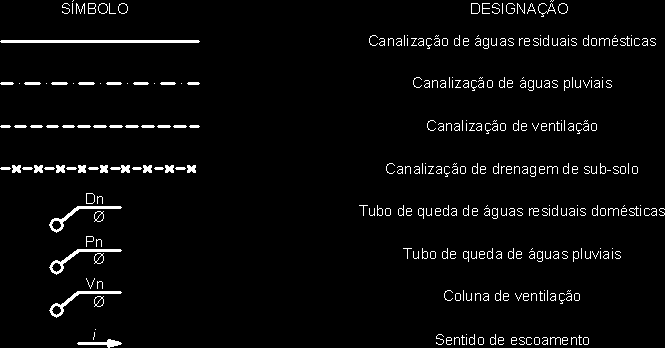 SÍMBOLO DESIGNAÇÃO
Canalização de águas residuais domésticas
Canalização de águas pluviais
Canalização de ventilação
Canalização de drenagem de sub-solo
Dn
Ø
Tubo de queda de águas residuais domésticas
Pn
Ø
Tubo de queda de águas pluviais
Vn
Ø
Coluna de ventilação
i
Sentido de escoamento